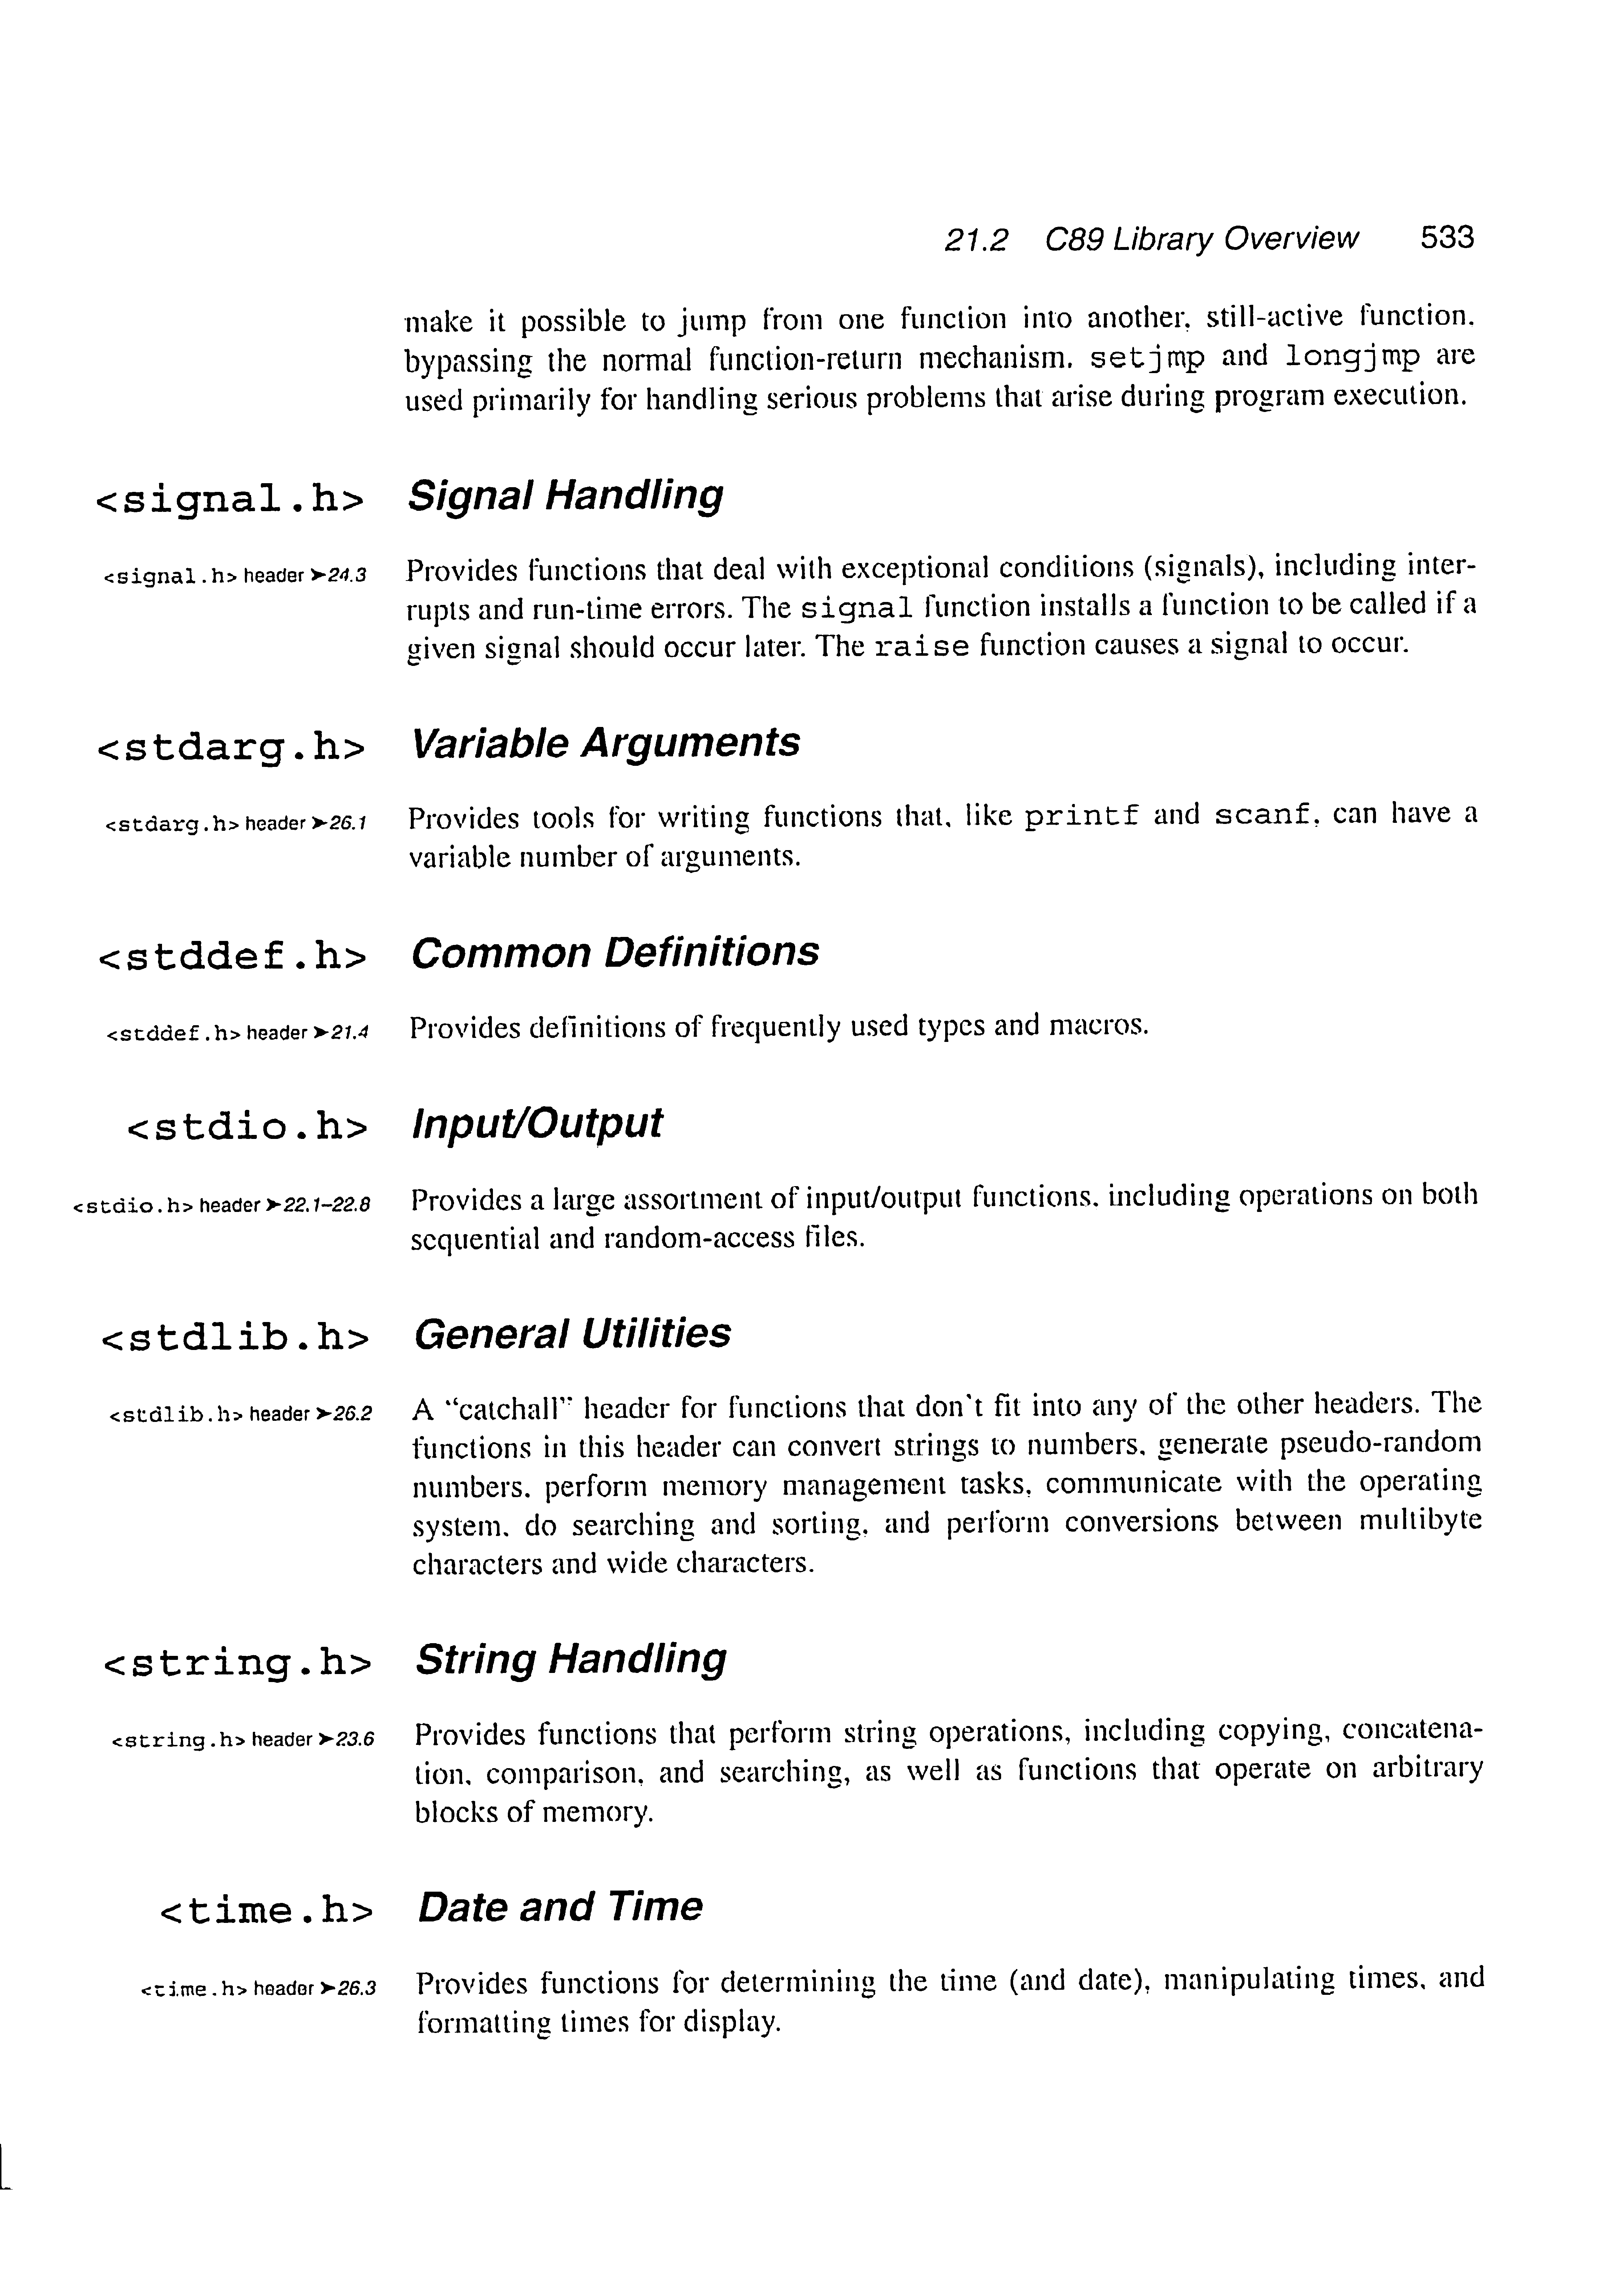 21.2 C89 Library Overview 533
make it possible to jump from one function into another, still-active function,
bypassing the normal function-return mechanism. setjmp and longjmp are
used primarily for handling serious problems that arise during program execution.
<signal.h> Signal Handling
<signal.h> header ➤24.3 Provides functions that deal with exceptional conditions (signals), including inter-
rupts and run-time errors. The signal function installs a function to be called if a
given signal should occur later. The raise function causes a signal to occur.
<stdarg.h> Variable Arguments
<stdarg.h> header ➤26.1 Provides tools for writing functions that, like printf and scanf, can have a
variable number of arguments.
<stddef.h> Common Definitions
<stddef.h> header ➤21.4 Provides definitions of frequently used types and macros.
<stdio.h> Input/Output
<stdio.h> header ➤22.1–22.8 Provides a large assortment of input/output functions, including operations on both
sequential and random-access files.
<stdlib.h> General Utilities
<stdlib.h> header ➤26.2 A “catchall” header for functions that don't fit into any of the other headers. The
functions in this header can convert strings to numbers, generate pseudo-random
numbers, perform memory management tasks, communicate with the operating
system, do searching and sorting, and perform conversions between multibyte
characters and wide characters.
<string.h> String Handling
<string.h> header ➤23.6 Provides functions that perform string operations, including copying, concatena-
tion, comparison, and searching, as well as functions that operate on arbitrary
blocks of memory.
<time.h> Date and Time
<time.h> header ➤26.3 Provides functions for determining the time (and date), manipulating times, and
formatting times for display.